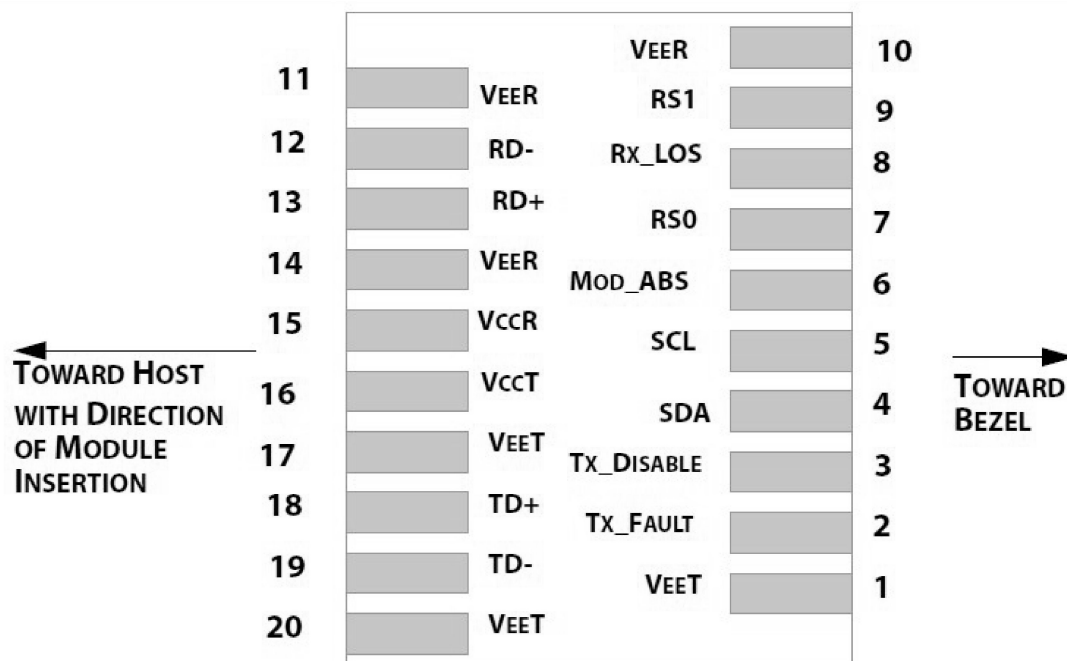 11 VEER
12 RD-
13 RD+
14 VEER
15 VCCR
16 VCCT
17 VEET
18 TD+
19 TD-
20 VEET
TOWARD HOST
WITH DIRECTION
OF MODULE
INSERTION
VEER 10
RS1 9
RX_LOS 8
RS0 7
MOD_ABS 6
SCL 5
SDA 4
TX_DISABLE 3
TX_FAULT 2
VEET 1
TOWARD
BEZEL